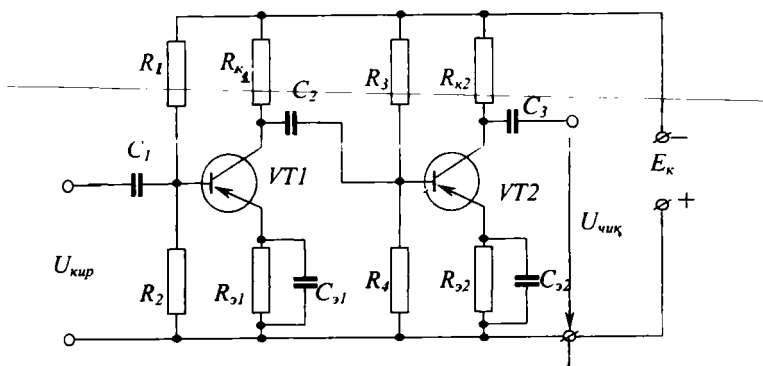 R₁
Rк₁
R₃
Rк2
C₂
C₃
C₁
VT1
VT2
Eк
−
+
Uкир
R₂
Rэ1
Cэ1
R₄
Rэ2
Cэ2
Uчиқ